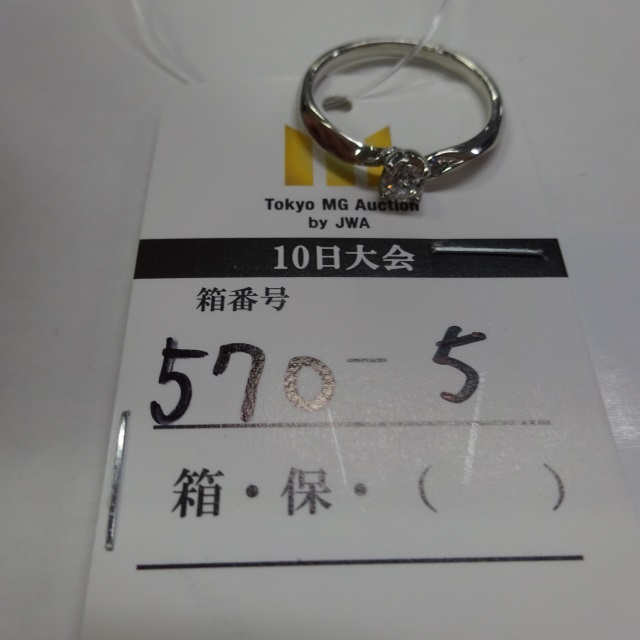 Tokyo MG Auction
by JWA
10日大会
箱番号
570-5
箱・保・（　　）